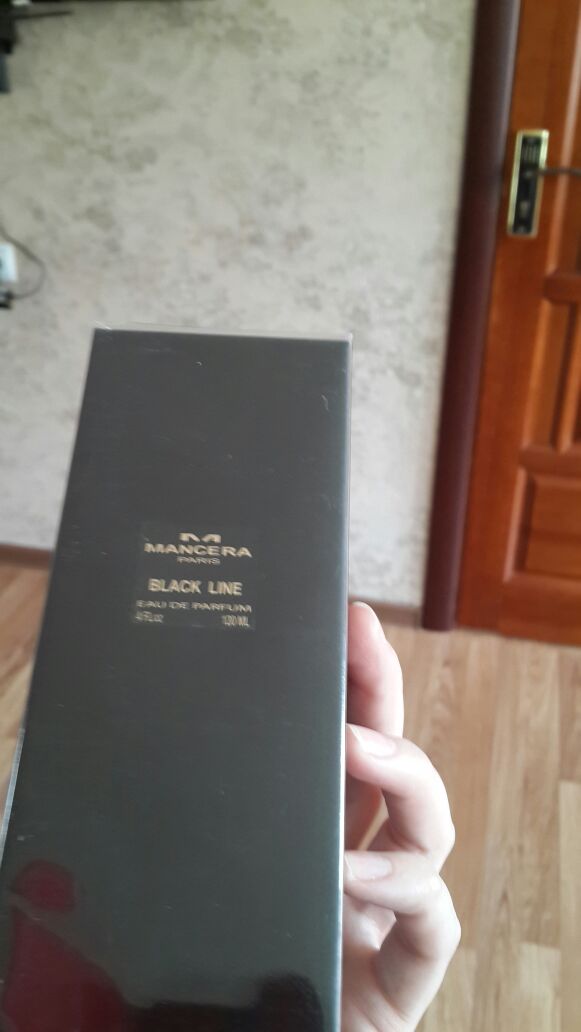 MANCERA
PARIS
BLACK LINE
EAU DE PARFUM
4 Fl.oz 120 ML